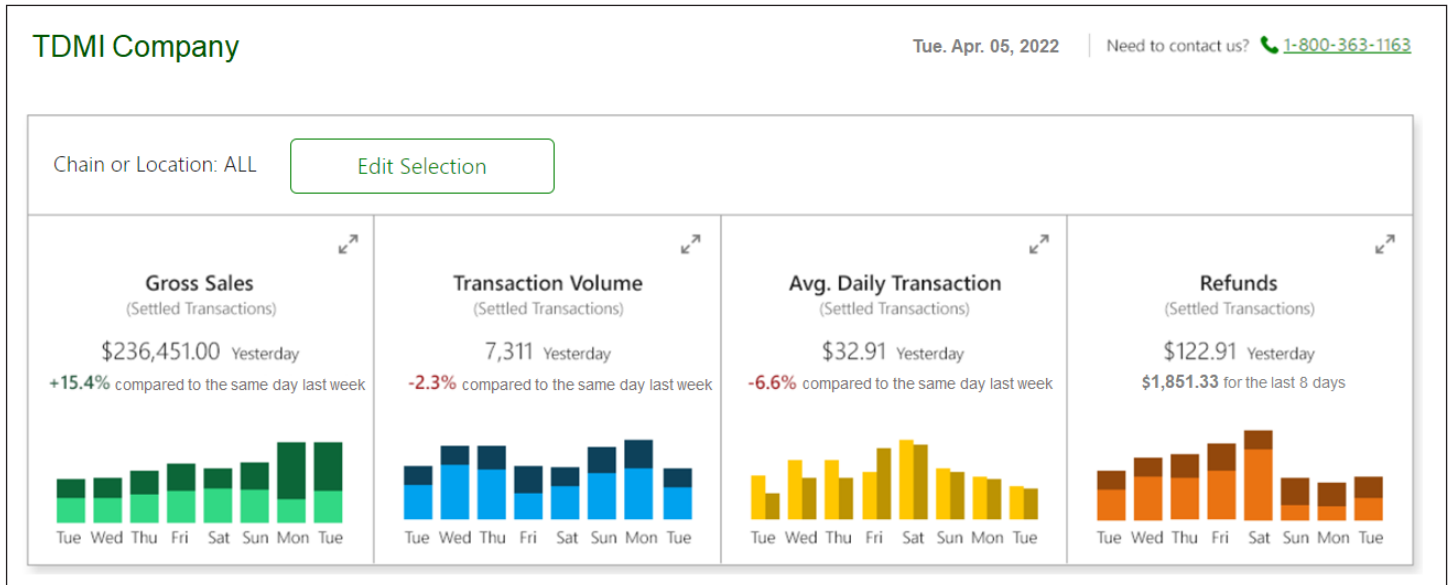 TDMI Company
Tue. Apr. 05, 2022
Need to contact us? 1-800-363-1163
Chain or Location: ALL
Edit Selection
Gross Sales
(Settled Transactions)
$236,451.00 Yesterday
+15.4% compared to the same day last week
Tue Wed Thu Fri Sat Sun Mon Tue
Transaction Volume
(Settled Transactions)
7,311 Yesterday
-2.3% compared to the same day last week
Tue Wed Thu Fri Sat Sun Mon Tue
Avg. Daily Transaction
(Settled Transactions)
$32.91 Yesterday
-6.6% compared to the same day last week
Tue Wed Thu Fri Sat Sun Mon Tue
Refunds
(Settled Transactions)
$122.91 Yesterday
$1,851.33 for the last 8 days
Tue Wed Thu Fri Sat Sun Mon Tue